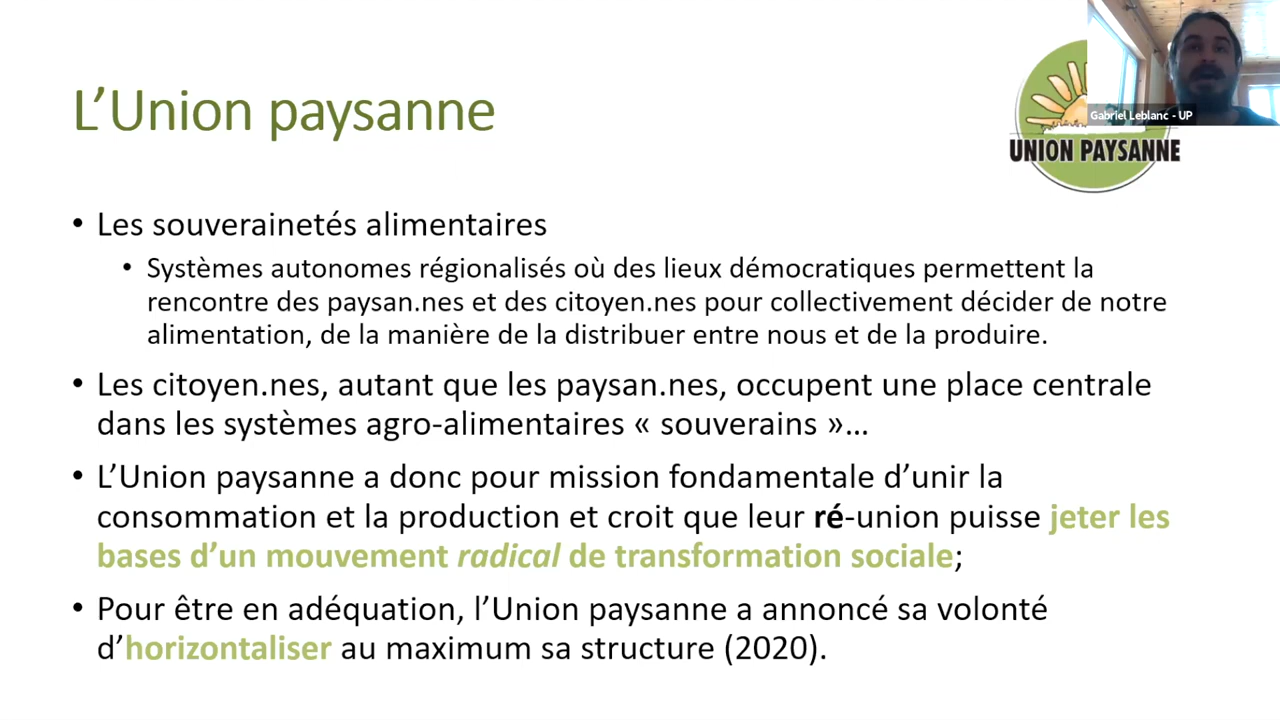 L’Union paysanne
Gabriel Leblanc - UP
UNION PAYSANNE
• Les souverainetés alimentaires
• Systèmes autonomes régionalisés où des lieux démocratiques permettent la
rencontre des paysan.nes et des citoyen.nes pour collectivement décider de notre
alimentation, de la manière de la distribuer entre nous et de la produire.
• Les citoyen.nes, autant que les paysan.nes, occupent une place centrale
dans les systèmes agro-alimentaires « souverains »…
• L’Union paysanne a donc pour mission fondamentale d’unir la
consommation et la production et croit que leur ré-union puisse jeter les
bases d’un mouvement radical de transformation sociale;
• Pour être en adéquation, l’Union paysanne a annoncé sa volonté
d’horizontaliser au maximum sa structure (2020).